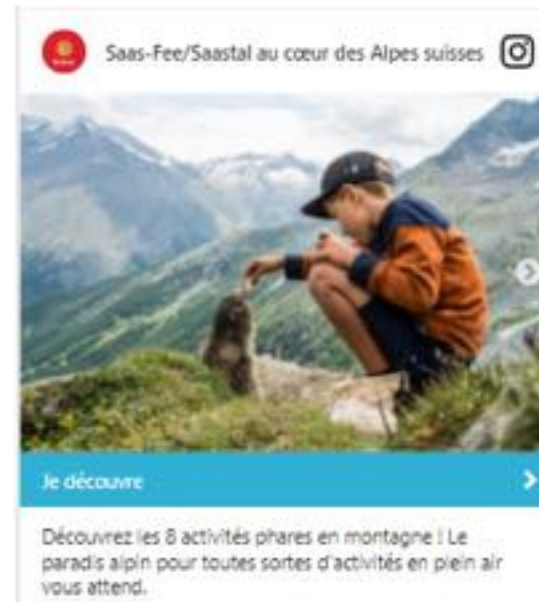 Saas-Fee/Saastal au cœur des Alpes suisses
Je découvre
Découvrez les 8 activités phares en montagne ! Le
paradis alpin pour toutes sortes d'activités en plein air
vous attend.